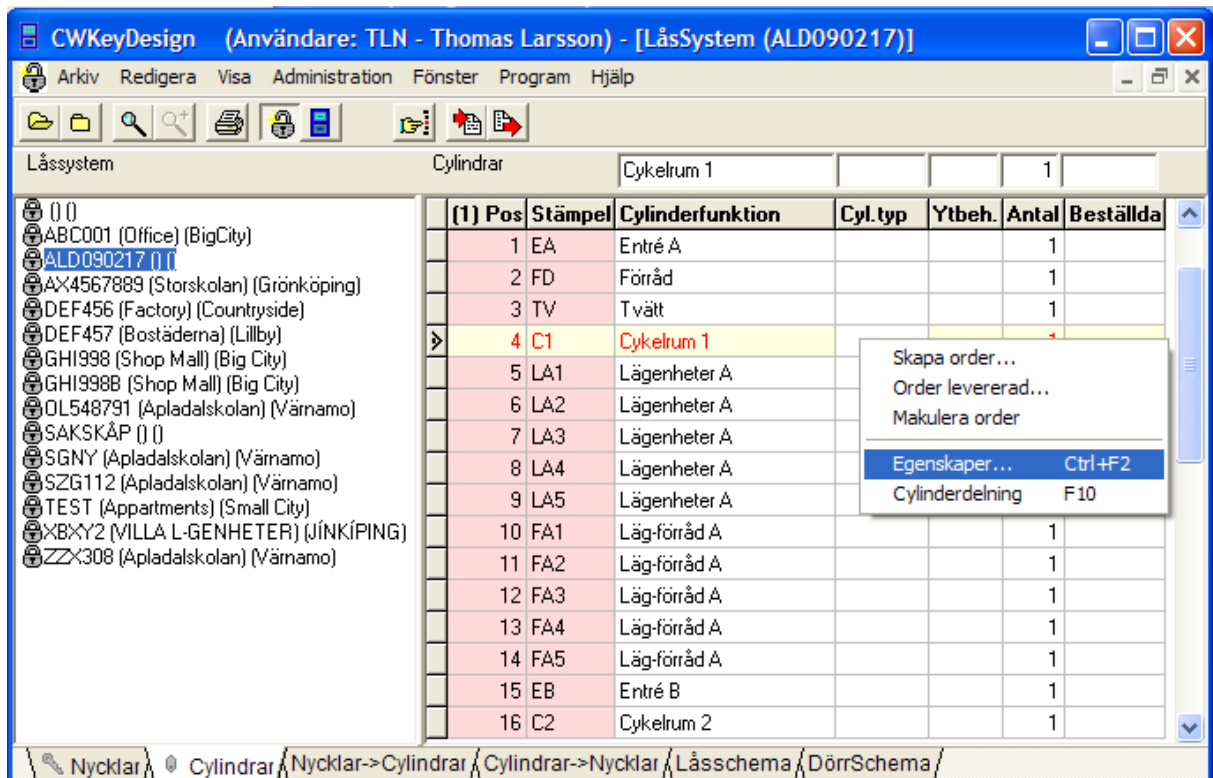 CWKeyDesign (Användare: TLN - Thomas Larsson) - [LåsSystem (ALD090217)]
Arkiv Redigera Visa Administration Fönster Program Hjälp
Låssystem
Cylindrar Cykelrum 1 1
() ()
ABC001 (Office) (BigCity)
ALD090217 () ()
AX4567889 (Storskolan) (Grönköping)
DEF456 (Factory) (Countryside)
DEF457 (Bostäderna) (Lillby)
GHI998 (Shop Mall) (Big City)
GHI998B (Shop Mall) (Big City)
OL548791 (Apladalskolan) (Värnamo)
SAKSKÅP () ()
SGNY (Apladalskolan) (Värnamo)
SZG112 (Apladalskolan) (Värnamo)
TEST (Appartments) (Small City)
XBXY2 (VILLA L-GENHETER) (JÍNKÍPING)
ZZX308 (Apladalskolan) (Värnamo)
(1) Pos Stämpel Cylinderfunktion Cyl.typ Ytbeh. Antal Beställda
1 EA Entré A 1
2 FD Förråd 1
3 TV Tvätt 1
4 C1 Cykelrum 1 1
5 LA1 Lägenheter A
6 LA2 Lägenheter A
7 LA3 Lägenheter A
8 LA4 Lägenheter A
9 LA5 Lägenheter A
10 FA1 Läg-förråd A 1
11 FA2 Läg-förråd A 1
12 FA3 Läg-förråd A 1
13 FA4 Läg-förråd A 1
14 FA5 Läg-förråd A 1
15 EB Entré B 1
16 C2 Cykelrum 2 1
Skapa order...
Order levererad...
Makulera order
Egenskaper... Ctrl+F2
Cylinderdelning F10
Nycklar Cylindrar Nycklar->Cylindrar Cylindrar->Nycklar Låsschema DörrSchema